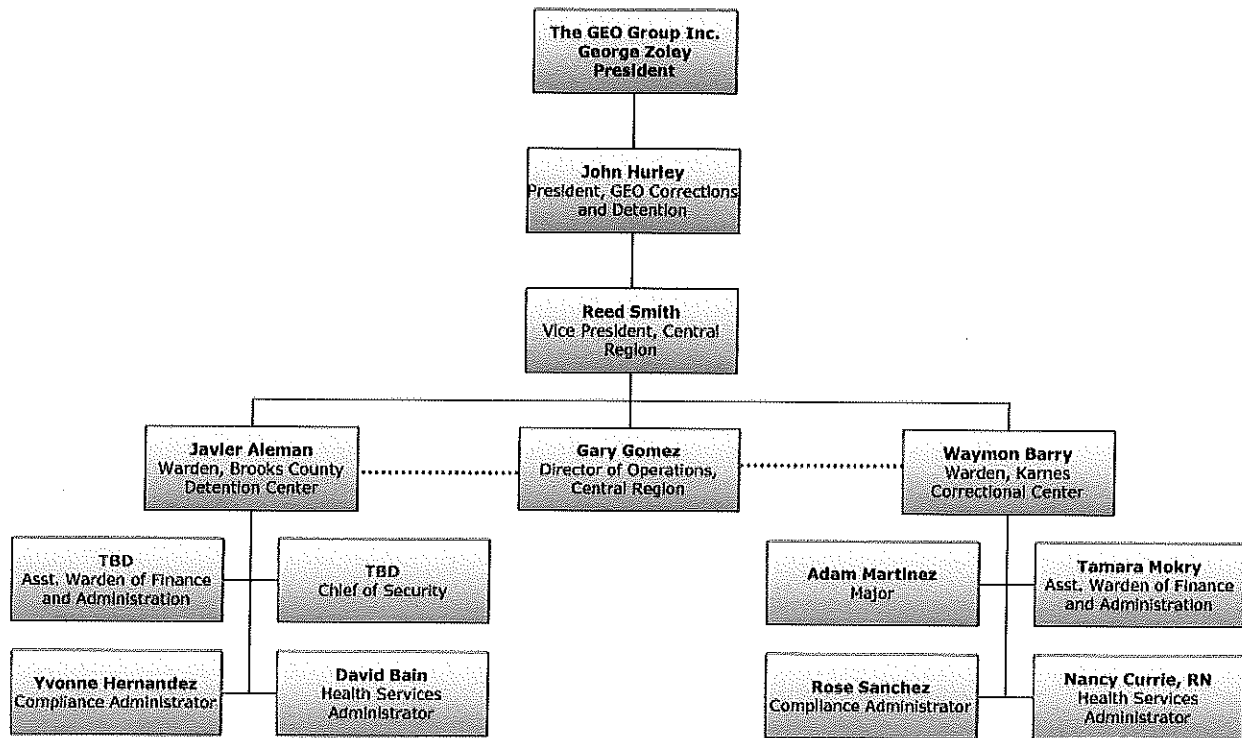 The GEO Group Inc.
George Zoley
President
John Hurley
President, GEO Corrections
and Detention
Reed Smith
Vice President, Central
Region
Javier Aleman
Warden, Brooks County
Detention Center
Gary Gomez
Director of Operations,
Central Region
Waymon Barry
Warden, Karnes
Correctional Center
TBD
Asst. Warden of Finance
and Administration
TBD
Chief of Security
Yvonne Hernandez
Compliance Administrator
David Bain
Health Services
Administrator
Adam Martinez
Major
Tamara Mokry
Asst. Warden of Finance
and Administration
Rose Sanchez
Compliance Administrator
Nancy Currie, RN
Health Services
Administrator